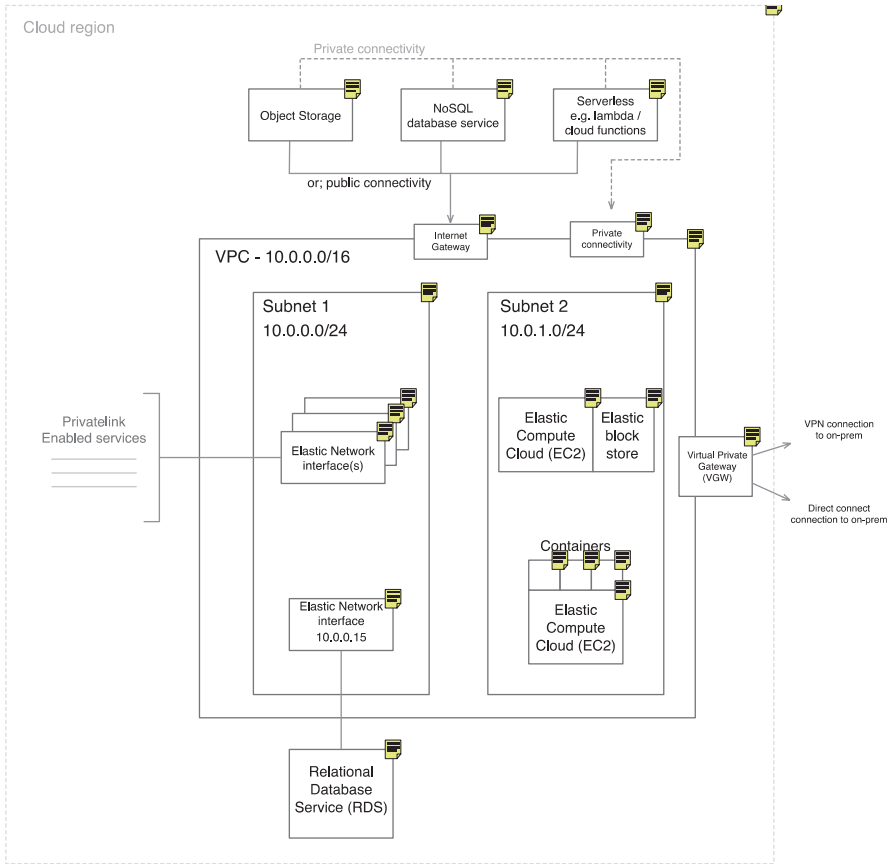 Cloud region
Private connectivity
Object Storage
NoSQL
database service
Serverless
e.g. lambda /
cloud functions
or; public connectivity
Internet
Gateway
Private
connectivity
VPC - 10.0.0.0/16
Subnet 1
10.0.0.0/24
Subnet 2
10.0.1.0/24
Privatelink
Enabled services
Elastic Network
interface(s)
Elastic
Compute
Cloud (EC2)
Elastic
block
store
Virtual Private
Gateway
(VGW)
VPN connection
to on-prem
Direct connect
connection to on-prem
Containers
Elastic
Compute
Cloud (EC2)
Elastic Network
interface
10.0.0.15
Relational
Database
Service (RDS)